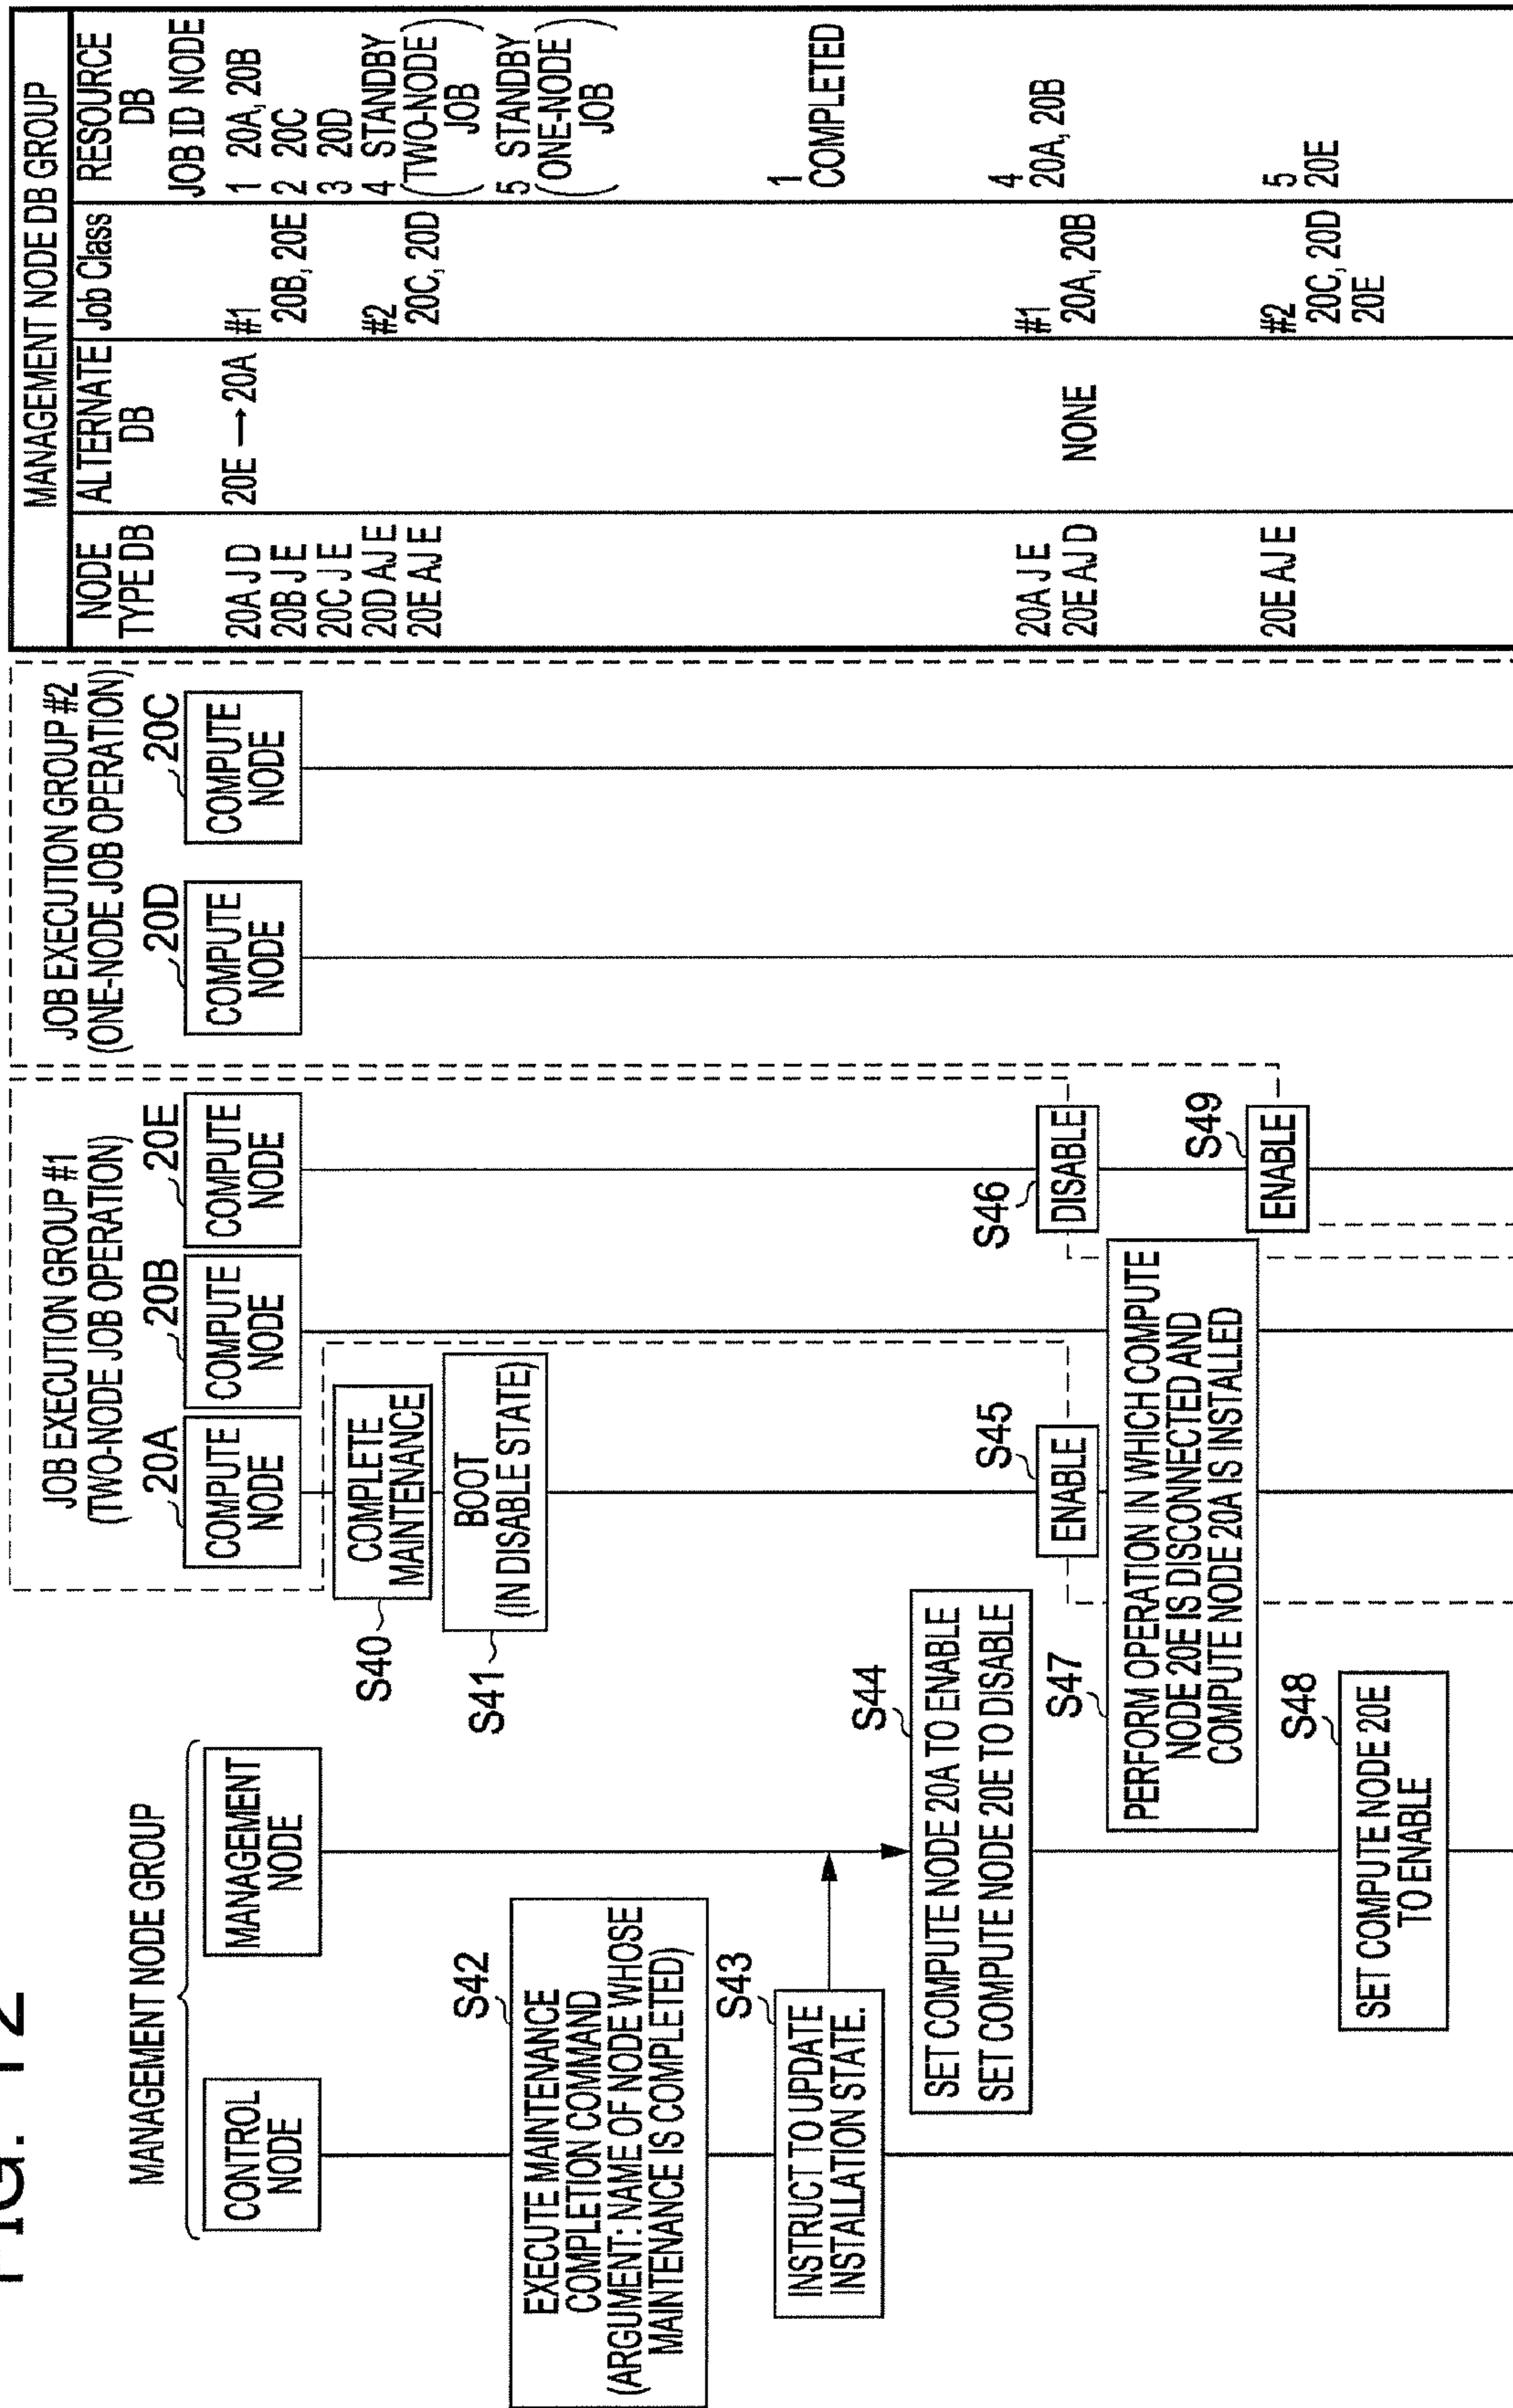 FIG. 12
MANAGEMENT NODE GROUP
CONTROL
NODE
MANAGEMENT
NODE
JOB EXECUTION GROUP #1
(TWO-NODE JOB OPERATION)
20A
COMPUTE
NODE
20B
COMPUTE
NODE
20E
COMPUTE
NODE
JOB EXECUTION GROUP #2
(ONE-NODE JOB OPERATION)
20D
COMPUTE
NODE
20C
COMPUTE
NODE
S40
COMPLETE
MAINTENANCE
S41
BOOT
(IN DISABLE STATE)
S42
EXECUTE MAINTENANCE
COMPLETION COMMAND
(ARGUMENT: NAME OF NODE WHOSE
MAINTENANCE IS COMPLETED)
S43
INSTRUCT TO UPDATE
INSTALLATION STATE.
S44
SET COMPUTE NODE 20A TO ENABLE
SET COMPUTE NODE 20E TO DISABLE
S45
ENABLE
S46
DISABLE
S47
PERFORM OPERATION IN WHICH COMPUTE
NODE 20E IS DISCONNECTED AND
COMPUTE NODE 20A IS INSTALLED
S48
SET COMPUTE NODE 20E
TO ENABLE
S49
ENABLE
MANAGEMENT NODE DB GROUP
NODE
TYPE DB
20A J D
20B J E
20C J E
20D AJ E
20E AJ E
20A J E
20E AJ D
20E AJ E
ALTERNATE
DB
20E → 20A
NONE
Job Class
#1
20B, 20E
#2
20C, 20D
#1
20A, 20B
#2
20C, 20D
20E
RESOURCE
DB
JOB ID NODE
1 20A, 20B
2 20C
3 20D
4 STANDBY
(TWO-NODE
JOB)
5 STANDBY
(ONE-NODE
JOB)
1
COMPLETED
4
20A, 20B
5
20E